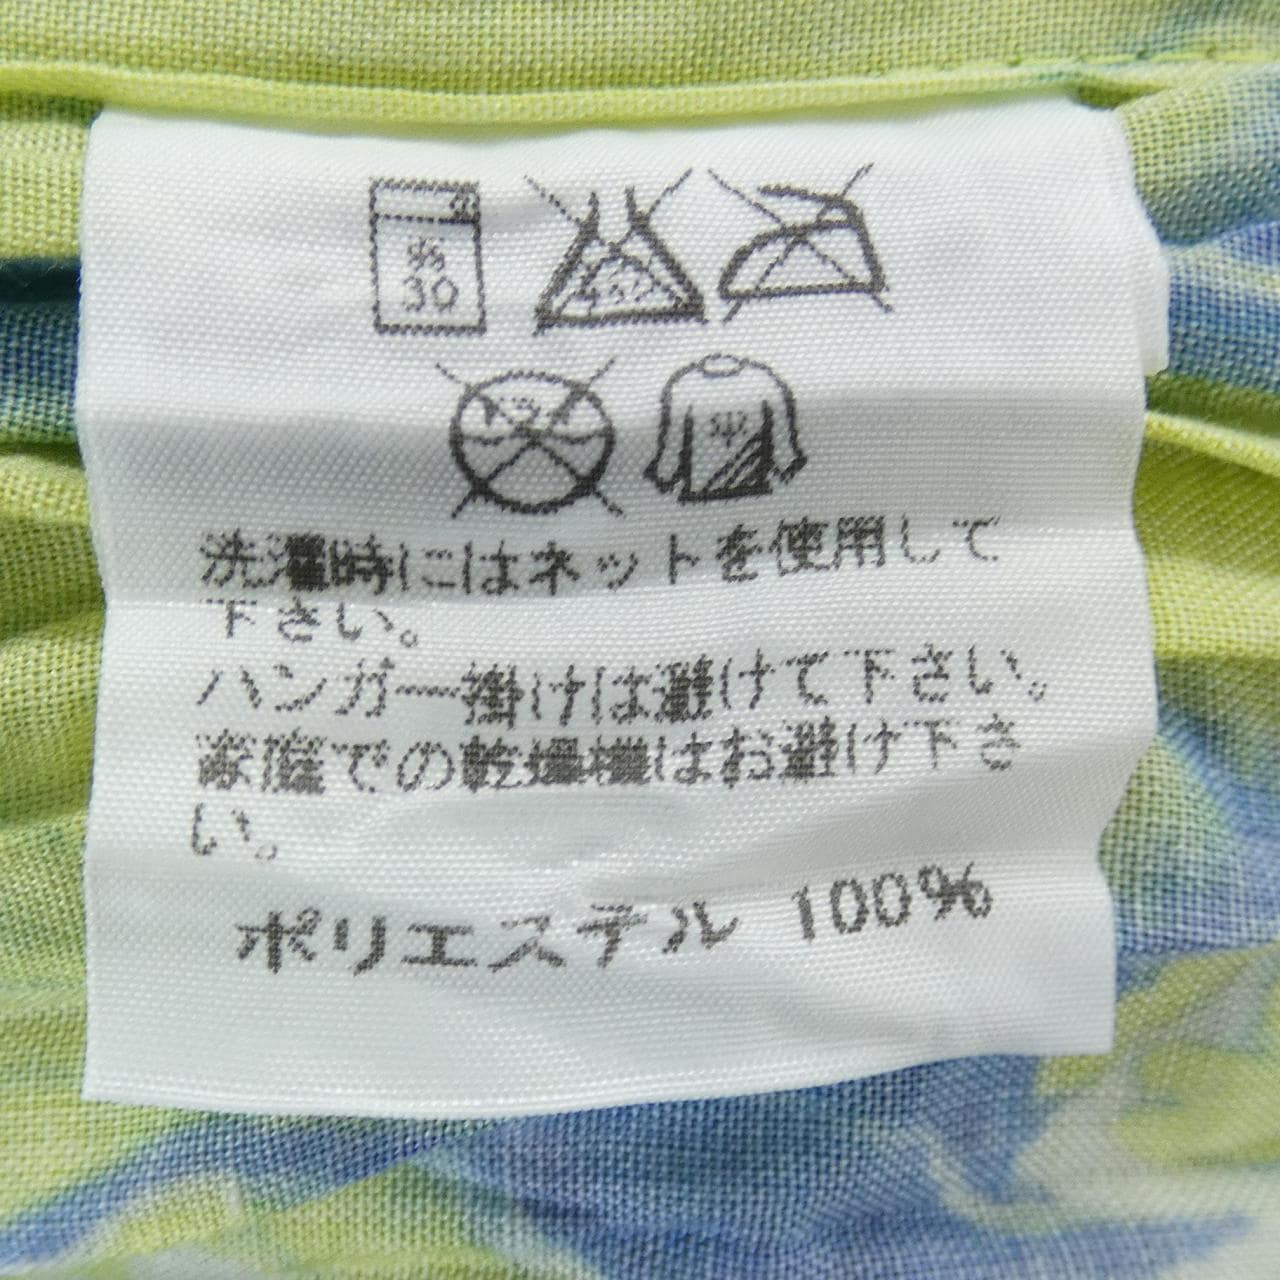 弱
30
洗濯時にはネットを使用して
下さい。
ハンガー掛けは避けて下さい。
家庭での乾燥機はお避け下さ
い。
ポリエステル 100%